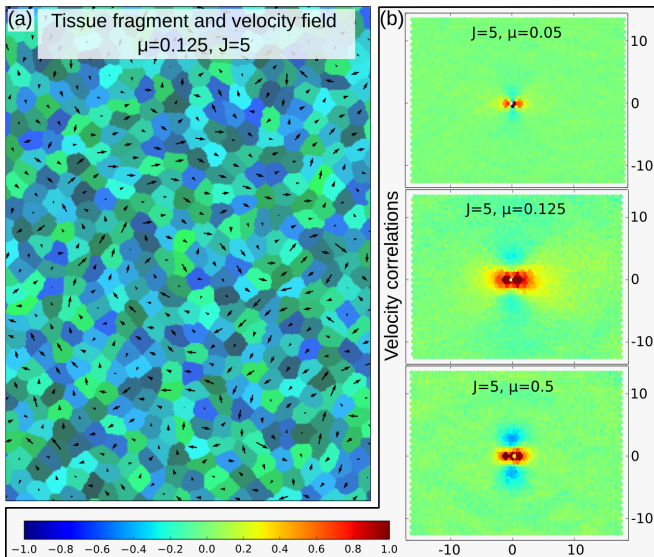 (a) Tissue fragment and velocity field
μ=0.125, J=5
(b)
J=5, μ=0.05
10
0
-10
J=5, μ=0.125
10
0
-10
Velocity correlations
J=5, μ=0.5
10
0
-10
-10 0 10
−1.0 −0.8 −0.6 −0.4 −0.2 0.0 0.2 0.4 0.6 0.8 1.0